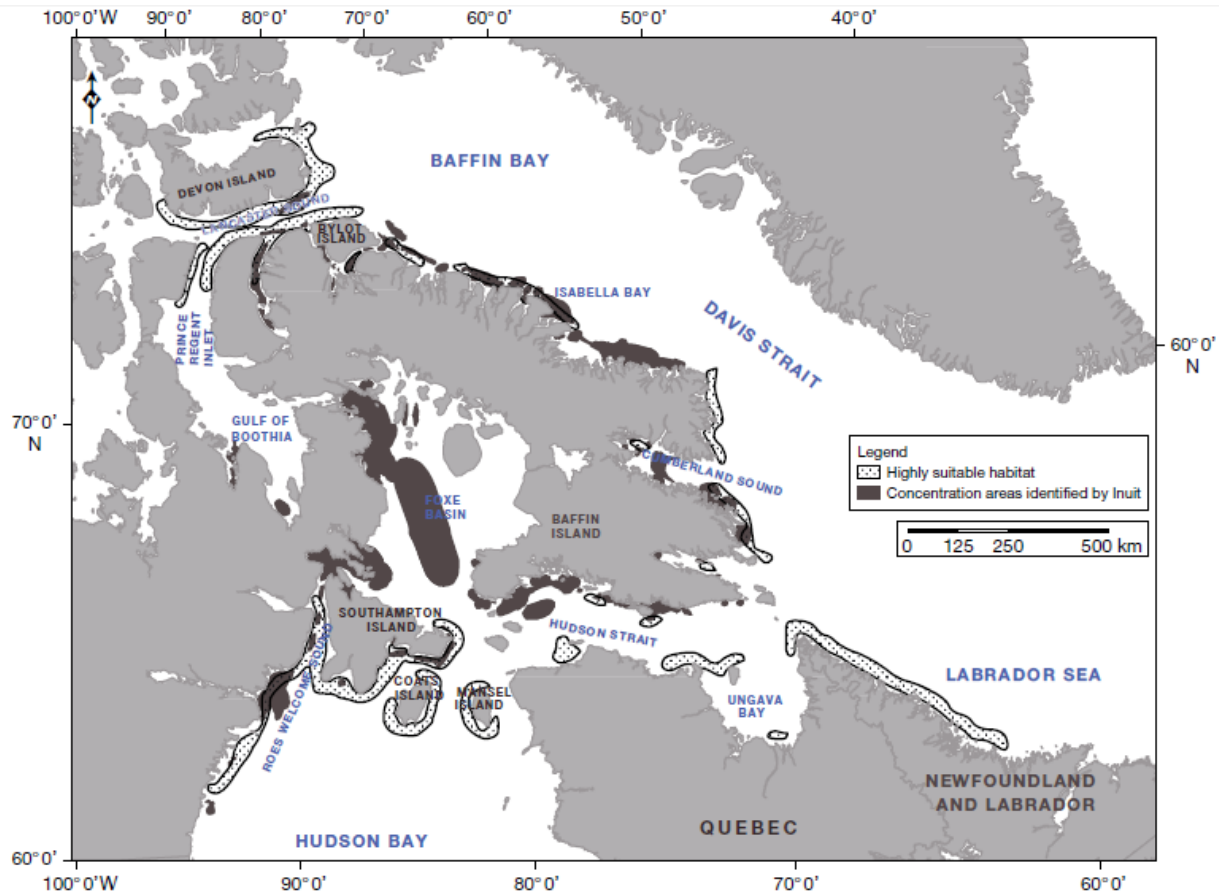 100°0'W 90°0' 80°0' 70°0' 60°0' 50°0' 40°0'
N
BAFFIN BAY
DEVON ISLAND
LANCASTER SOUND
BYLOT
ISLAND
ISABELLA BAY
DAVIS STRAIT
PRINCE
REGENT
INLET
60°0'
N
70°0'
N
GULF OF
BOOTHIA
Legend
Highly suitable habitat
Concentration areas identified by Inuit
CUMBERLAND SOUND
FOXE
BASIN
BAFFIN
ISLAND
0 125 250 500 km
SOUTHAMPTON
ISLAND
HUDSON STRAIT
ROES WELCOME SOUND
COATS
ISLAND
MANSEL
ISLAND
UNGAVA
BAY
LABRADOR SEA
NEWFOUNDLAND
AND LABRADOR
QUEBEC
HUDSON BAY
60°0'
100°0'W 90°0' 80°0' 70°0' 60°0'